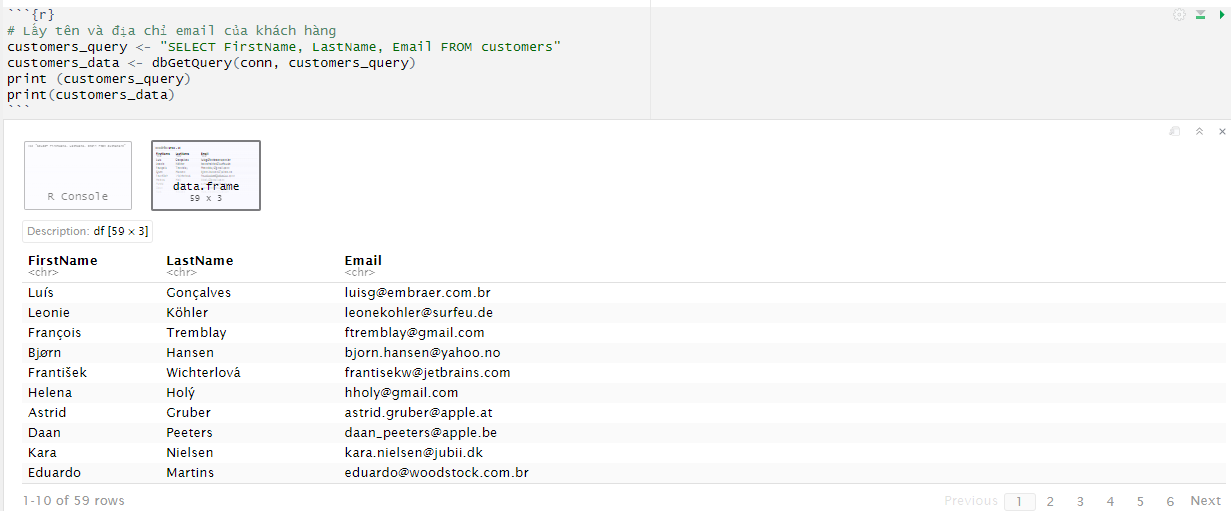 ```{r}
# Lấy tên và địa chỉ email của khách hàng
customers_query <- "SELECT FirstName, LastName, Email FROM customers"
customers_data <- dbGetQuery(conn, customers_query)
print (customers_query)
print(customers_data)
```
R Console
data.frame
59 x 3
Description: df [59 × 3]
FirstName LastName Email
<chr> <chr> <chr>
Luís Gonçalves luisg@embraer.com.br
Leonie Köhler leonekohler@surfeu.de
François Tremblay ftremblay@gmail.com
Bjørn Hansen bjorn.hansen@yahoo.no
František Wichterlová frantisekw@jetbrains.com
Helena Holý hholy@gmail.com
Astrid Gruber astrid.gruber@apple.at
Daan Peeters daan_peeters@apple.be
Kara Nielsen kara.nielsen@jubii.dk
Eduardo Martins eduardo@woodstock.com.br
1-10 of 59 rows Previous 1 2 3 4 5 6 Next